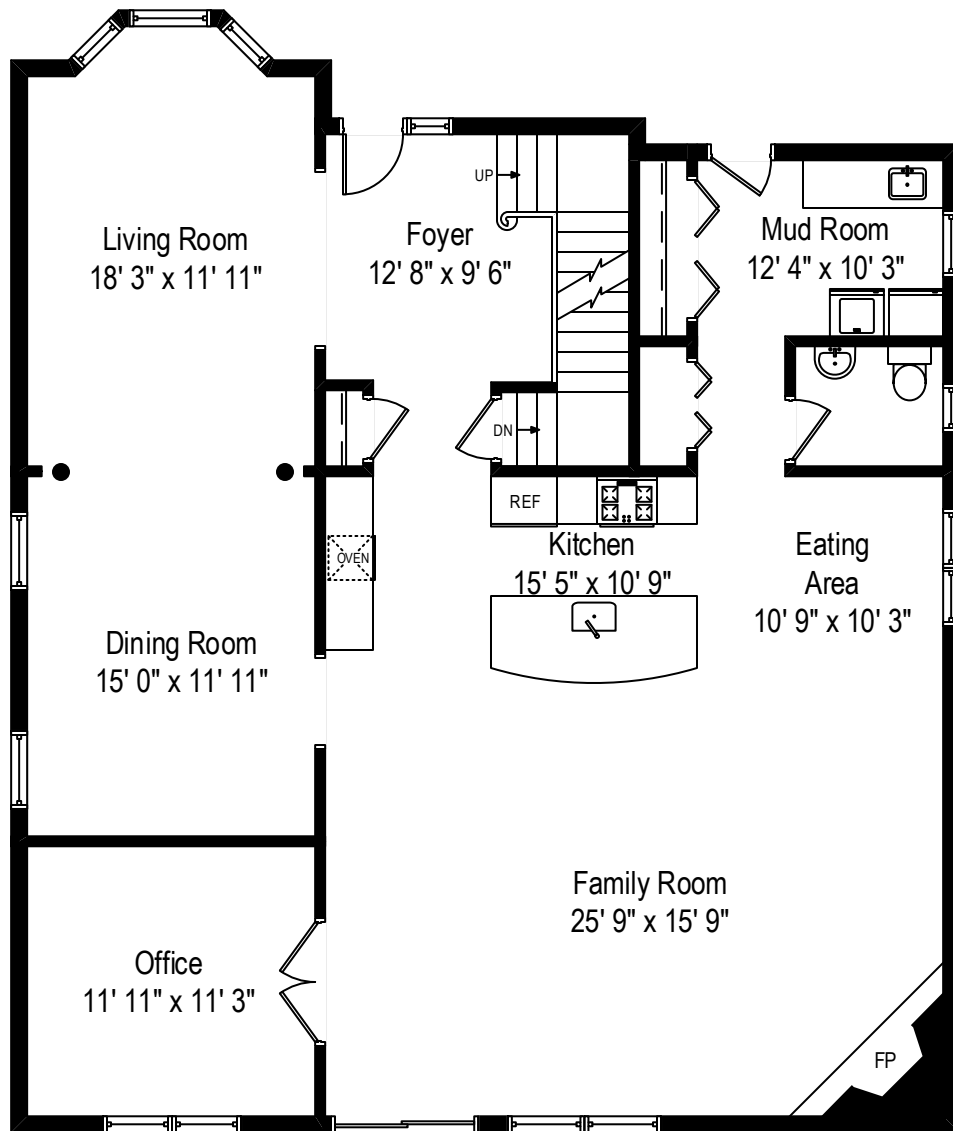 UP
Living Room
18' 3" x 11' 11"
Foyer
12' 8" x 9' 6"
Mud Room
12' 4" x 10' 3"
DN
REF
OVEN
Kitchen
15' 5" x 10' 9"
Eating
Area
10' 9" x 10' 3"
Dining Room
15' 0" x 11' 11"
Family Room
25' 9" x 15' 9"
Office
11' 11" x 11' 3"
FP